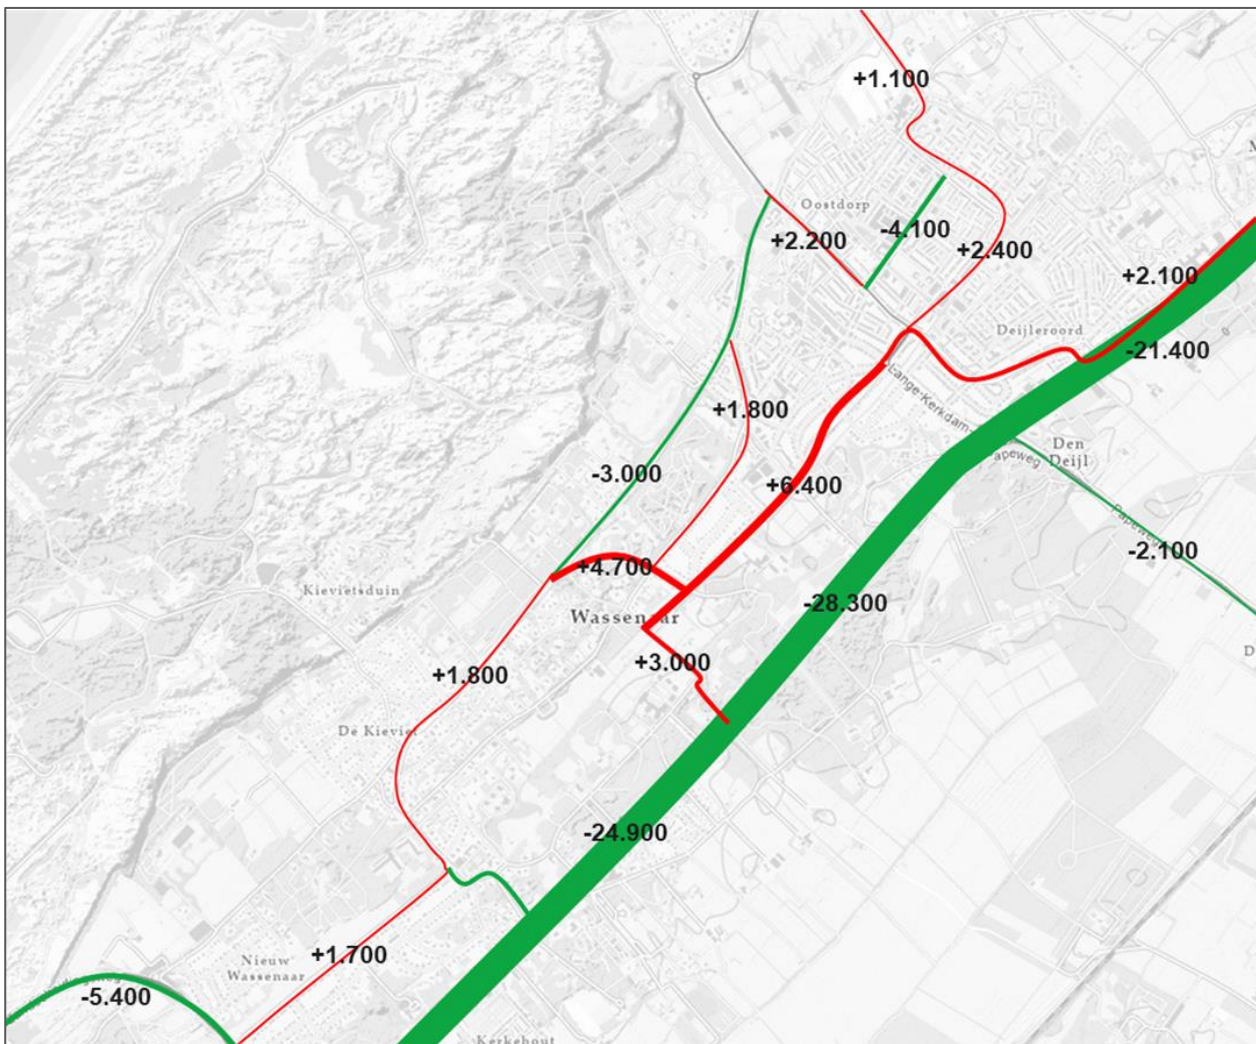 +1.100
Oostdorp
-4.100
+2.200
+2.400
+2.100
Deijleroord
-21.400
Lange-Kerkdam-
+1.800
Den
Deijl
Papeweg
-3.000
+6.400
Papeweg
-2.100
+4.700
Kievietsduin
-28.300
Wassenaar
+3.000
+1.800
De Kieviet
-24.900
+1.700
Nieuw
Wassenaar
-5.400
Kerkehout